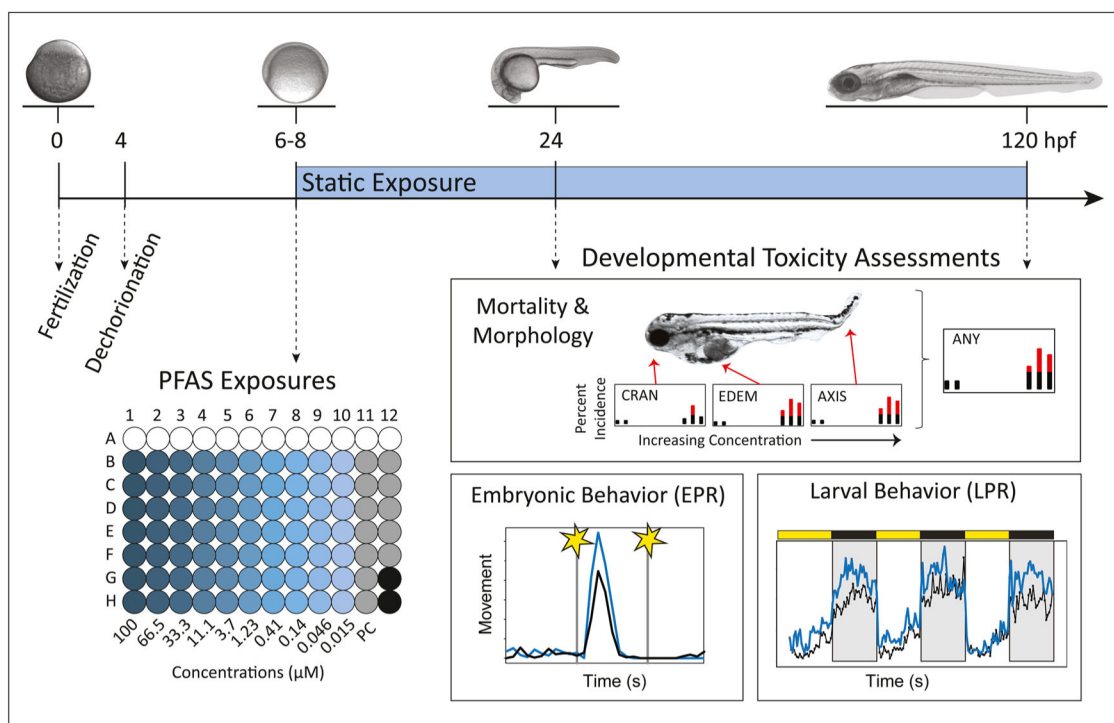 0
4
6-8
24
120 hpf
Static Exposure
Fertilization
Dechorionation
Developmental Toxicity Assessments
Mortality &
Morphology
CRAN
EDEM
AXIS
ANY
Percent
Incidence
Increasing Concentration
PFAS Exposures
1 2 3 4 5 6 7 8 9 10 11 12
A
B
C
D
E
F
G
H
100 66.5 33.3 11.1 3.7 1.23 0.41 0.14 0.046 0.015 PC
Concentrations (µM)
Embryonic Behavior (EPR)
Movement
Time (s)
Larval Behavior (LPR)
Time (s)